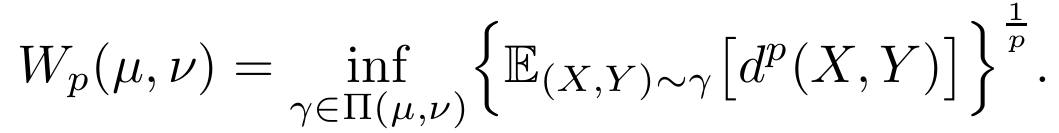 $W_p(\mu, \nu) = \inf_{\gamma \in \Pi(\mu, \nu)} \Big\{ \mathbb{E}_{(X,Y) \sim \gamma} \big[ d^p(X, Y) \big] \Big\}^{\frac{1}{p}}.$